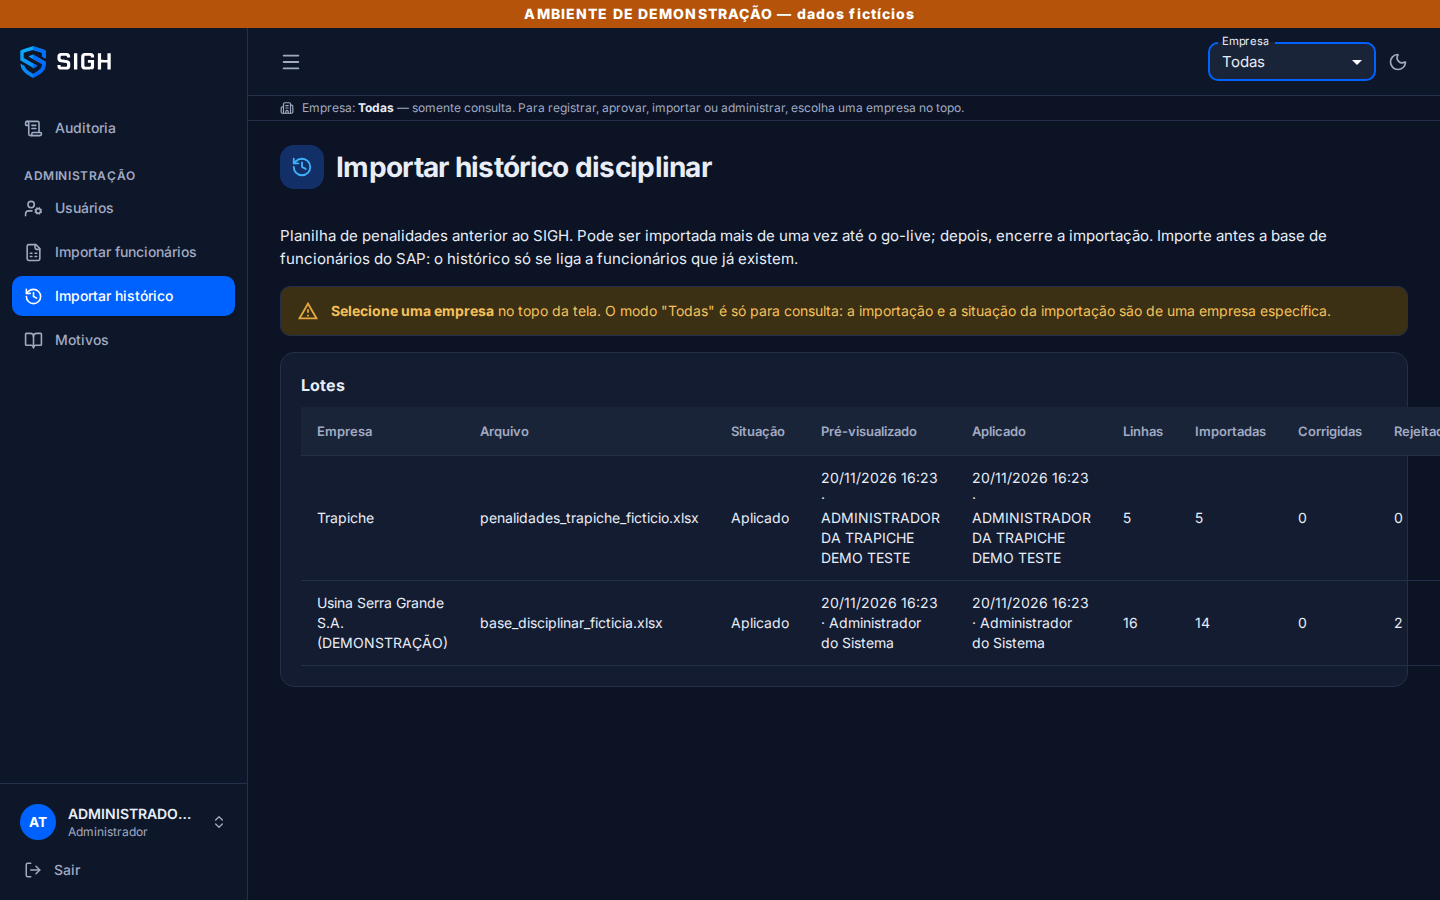 AMBIENTE DE DEMONSTRAÇÃO — dados fictícios
SIGH
Empresa
Todas
Auditoria
ADMINISTRAÇÃO
Usuários
Importar funcionários
Importar histórico
Motivos
Empresa: Todas — somente consulta. Para registrar, aprovar, importar ou administrar, escolha uma empresa no topo.
Importar histórico disciplinar
Planilha de penalidades anterior ao SIGH. Pode ser importada mais de uma vez até o go-live; depois, encerre a importação. Importe antes a base de
funcionários do SAP: o histórico só se liga a funcionários que já existem.
Selecione uma empresa no topo da tela. O modo "Todas" é só para consulta: a importação e a situação da importação são de uma empresa específica.
Lotes
Empresa Arquivo Situação Pré-visualizado Aplicado Linhas Importadas Corrigidas
Trapiche penalidades_trapiche_ficticio.xlsx Aplicado 20/11/2026 16:23 · ADMINISTRADOR DA TRAPICHE DEMO TESTE 20/11/2026 16:23 · ADMINISTRADOR DA TRAPICHE DEMO TESTE 5 5 0 0
Usina Serra Grande S.A. (DEMONSTRAÇÃO) base_disciplinar_ficticia.xlsx Aplicado 20/11/2026 16:23 · Administrador do Sistema 20/11/2026 16:23 · Administrador do Sistema 16 14 0 2
AT
ADMINISTRADO...
Administrador
Sair